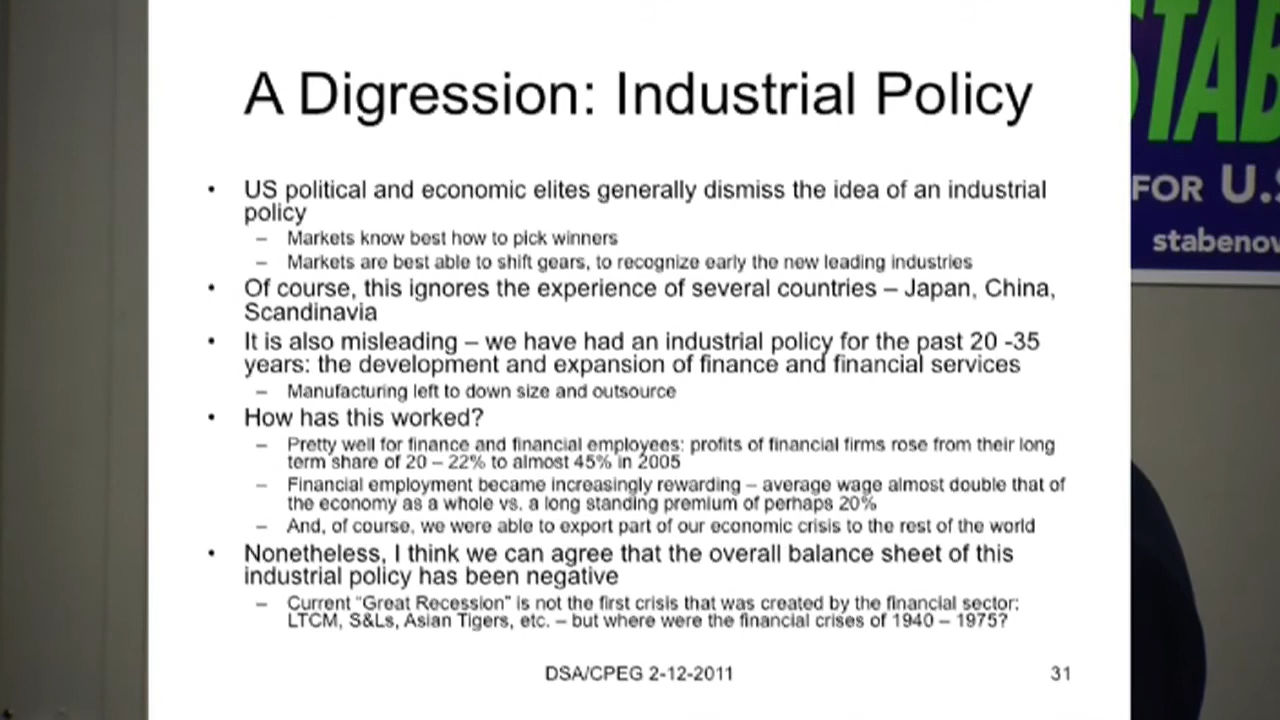 A Digression: Industrial Policy
• US political and economic elites generally dismiss the idea of an industrial
policy
– Markets know best how to pick winners
– Markets are best able to shift gears, to recognize early the new leading industries
• Of course, this ignores the experience of several countries – Japan, China,
Scandinavia
• It is also misleading – we have had an industrial policy for the past 20 -35
years: the development and expansion of finance and financial services
– Manufacturing left to down size and outsource
• How has this worked?
– Pretty well for finance and financial employees: profits of financial firms rose from their long
term share of 20 – 22% to almost 45% in 2005
– Financial employment became increasingly rewarding – average wage almost double that of
the economy as a whole vs. a long standing premium of perhaps 20%
– And, of course, we were able to export part of our economic crisis to the rest of the world
• Nonetheless, I think we can agree that the overall balance sheet of this
industrial policy has been negative
– Current “Great Recession” is not the first crisis that was created by the financial sector:
LTCM, S&Ls, Asian Tigers, etc. – but where were the financial crises of 1940 – 1975?
DSA/CPEG 2-12-2011
31
STAB
FOR U.S
stabenow